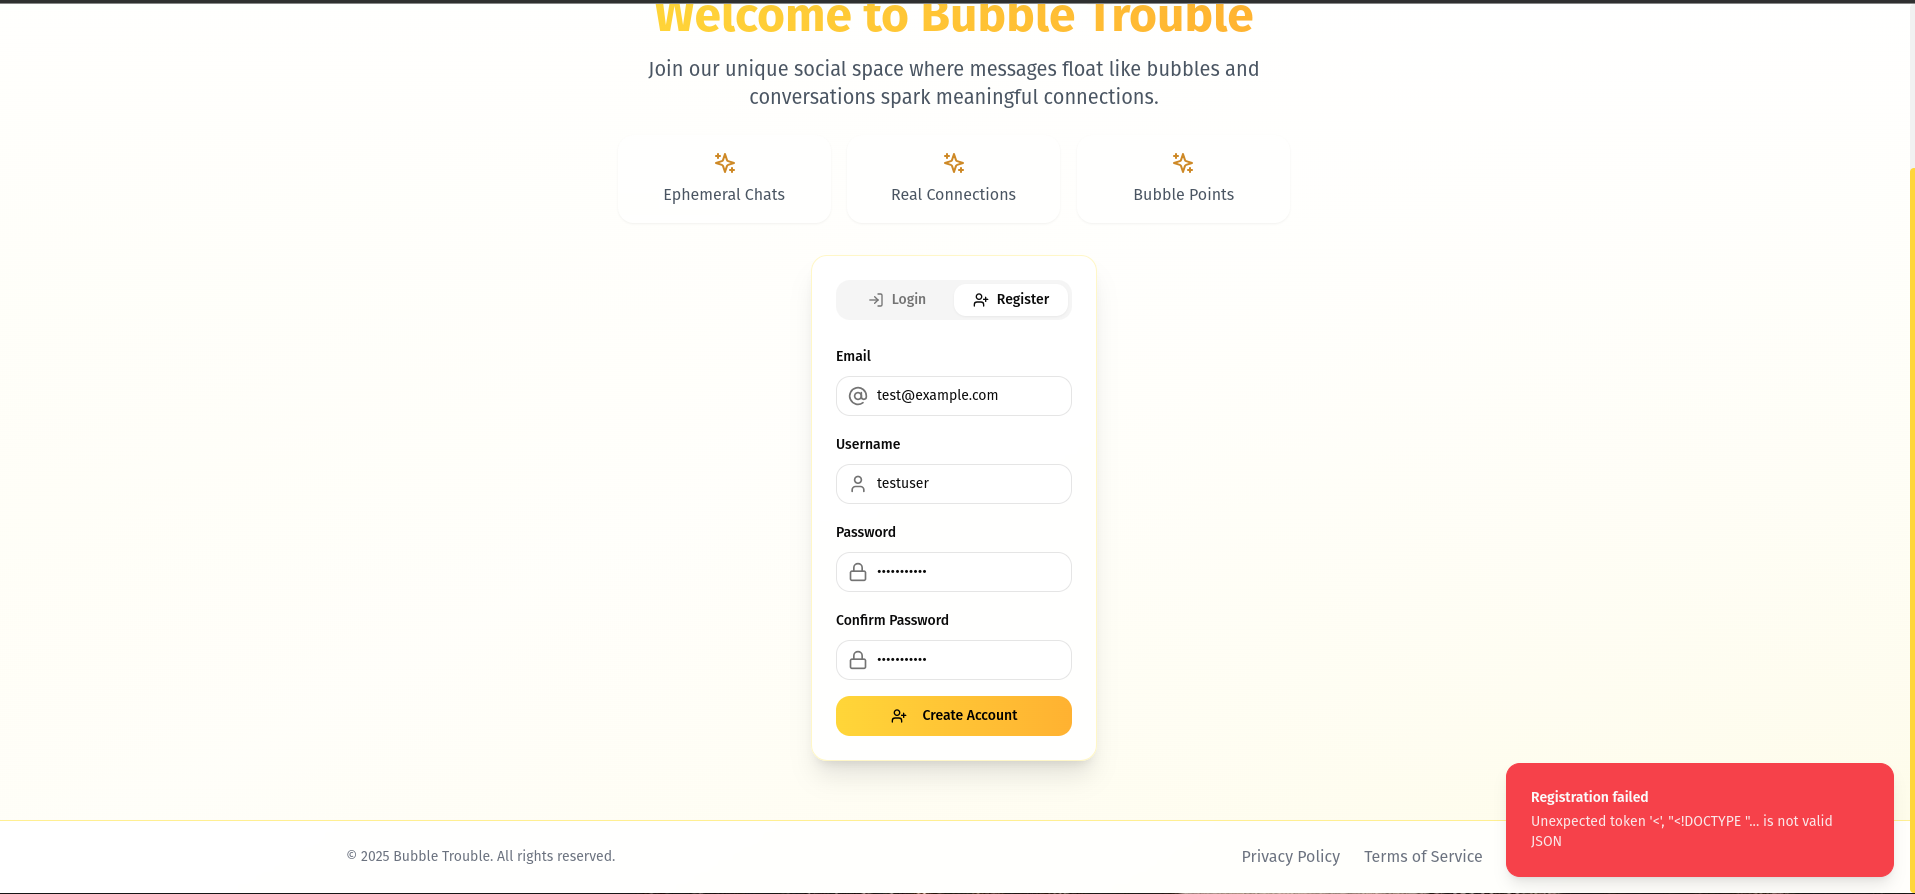 Welcome to Bubble Trouble
Join our unique social space where messages float like bubbles and
conversations spark meaningful connections.
Ephemeral Chats
Real Connections
Bubble Points
Login
Register
Email
test@example.com
Username
testuser
Password
•••••••••••
Confirm Password
•••••••••••
Create Account
Registration failed
Unexpected token '<', "<!DOCTYPE "... is not valid
JSON
© 2025 Bubble Trouble. All rights reserved.
Privacy Policy
Terms of Service